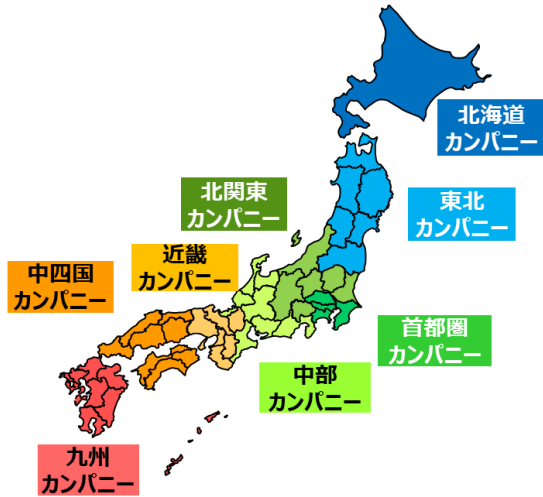 北海道
カンパニー
東北
カンパニー
北関東
カンパニー
近畿
カンパニー
中四国
カンパニー
首都圏
カンパニー
中部
カンパニー
九州
カンパニー